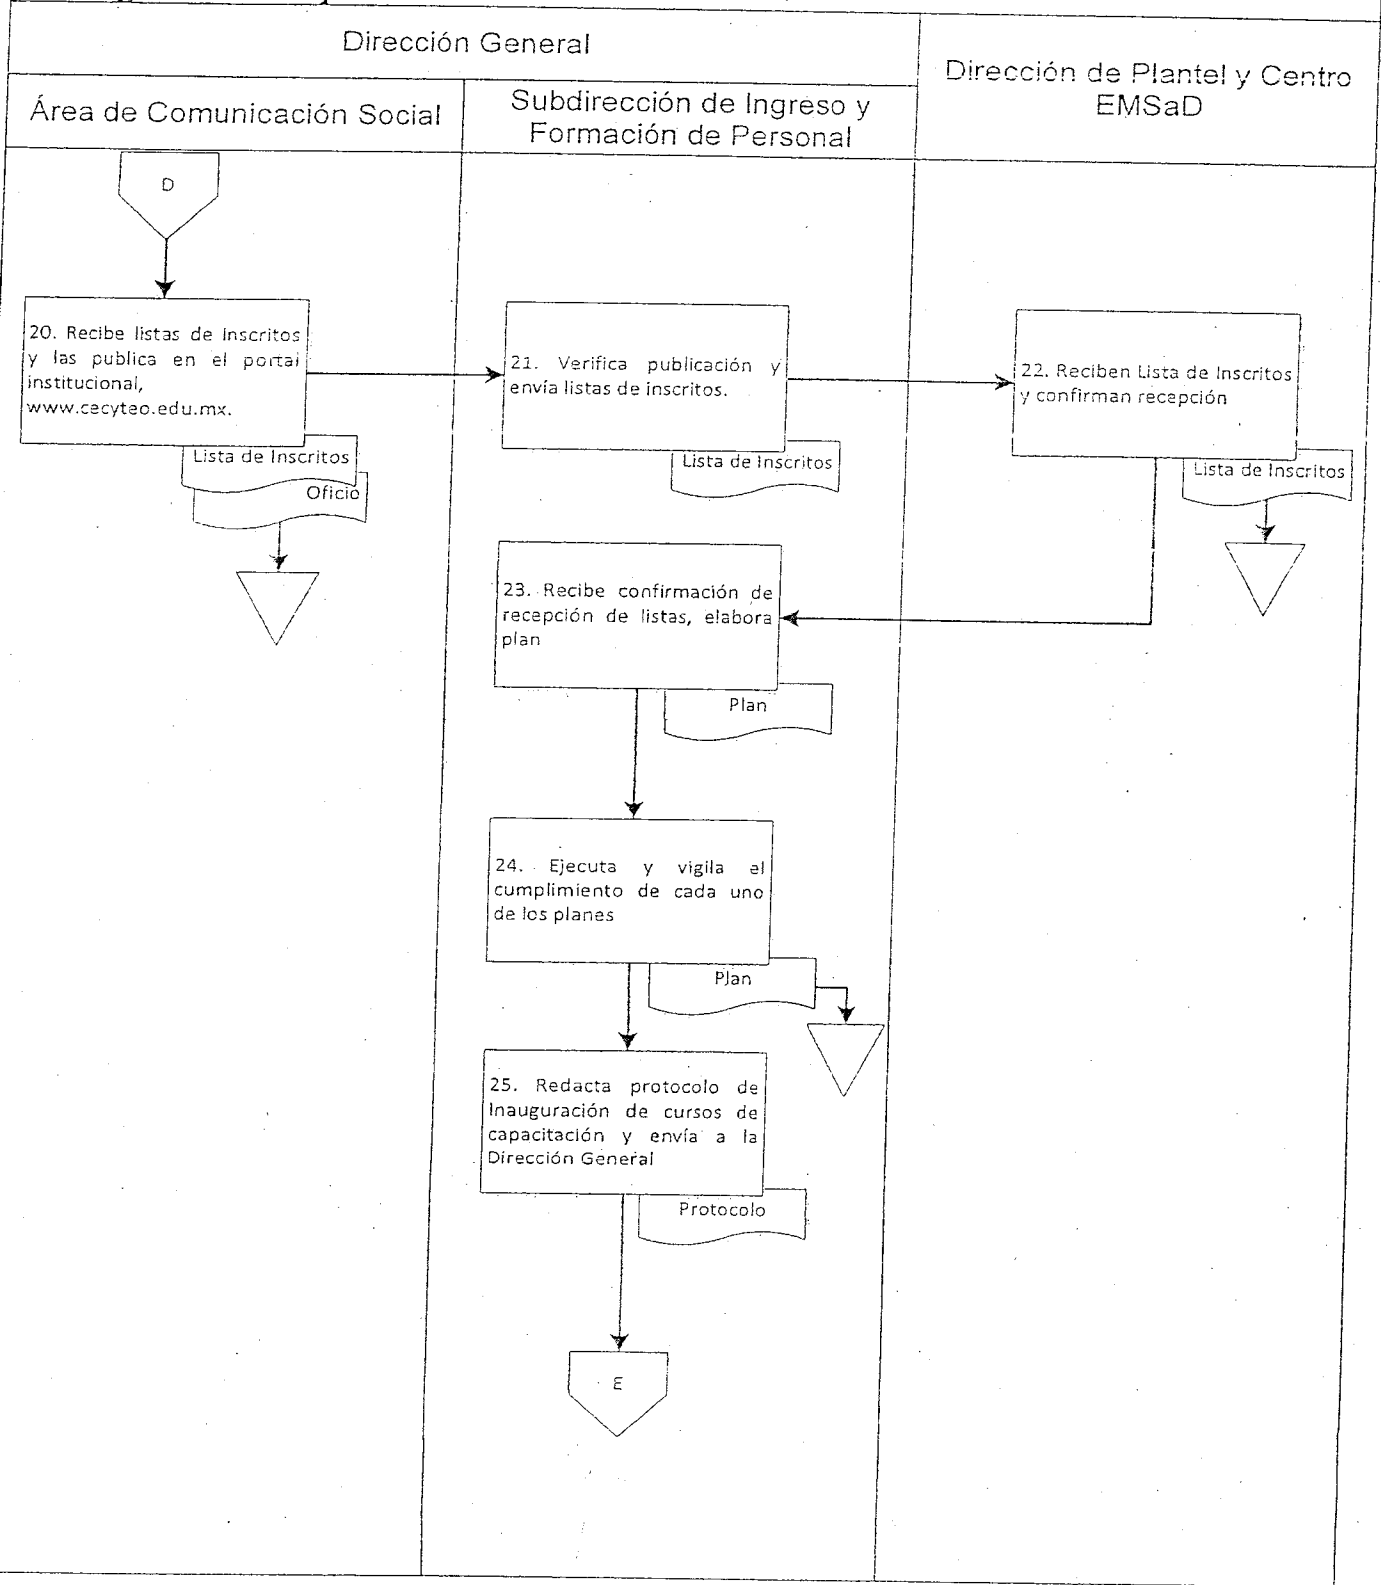 Dirección General
Dirección de Plantel y Centro
EMSaD
Área de Comunicación Social
Subdirección de Ingreso y
Formación de Personal
D
20. Recibe listas de Inscritos
y las publica en el portal
institucional,
www.cecyteo.edu.mx.
Lista de Inscritos
Oficio
21. Verifica publicación y
envía listas de inscritos.
Lista de Inscritos
22. Reciben Lista de Inscritos
y confirman recepción
Lista de Inscritos
23. Recibe confirmación de
recepción de listas, elabora
plan
Plan
24. Ejecuta y vigila el
cumplimiento de cada uno
de los planes
Plan
25. Redacta protocolo de
Inauguración de cursos de
capacitación y envía a la
Dirección General
Protocolo
E